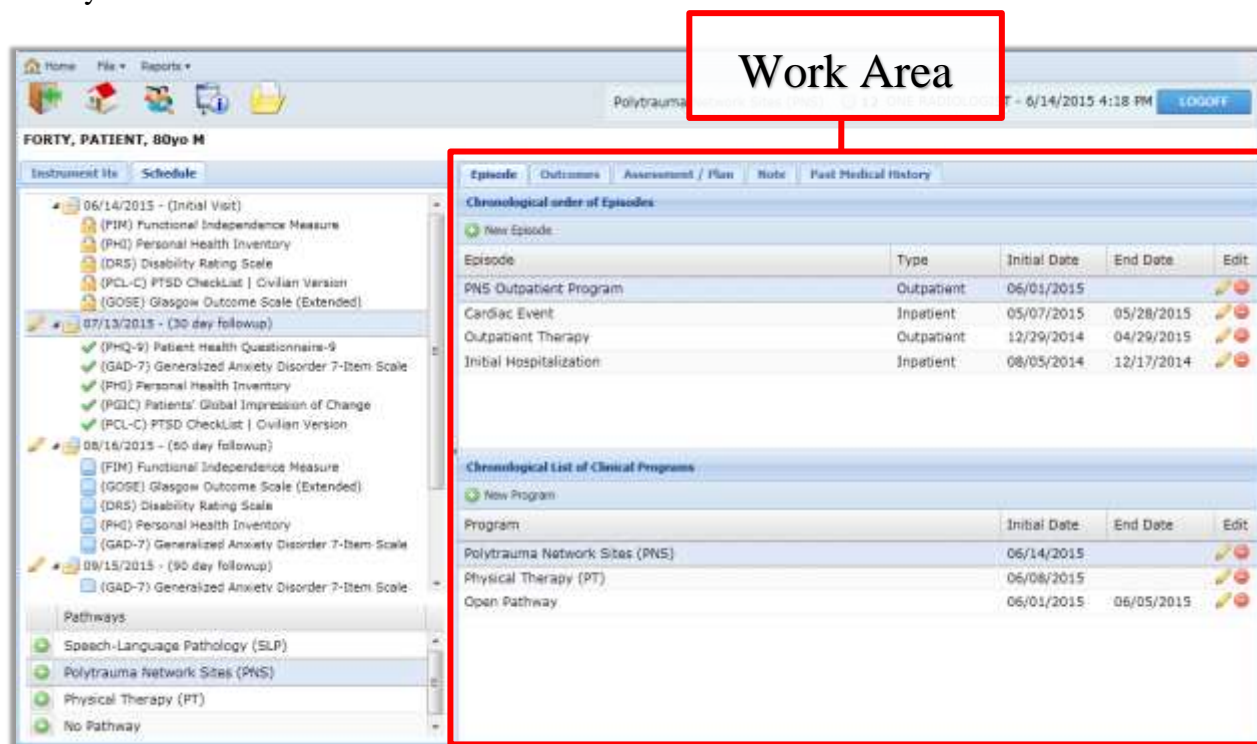 Work Area
Home File Reports
Polytrauma - 6/14/2015 4:18 PM LOGOFF
FORTY, PATIENT, 80yo M
Instrument Schedule
06/14/2015 - (Initial Visit)
(FIM) Functional Independence Measure
(PHI) Personal Health Inventory
(DRS) Disability Rating Scale
(PCL-C) PTSD CheckList | Civilian Version
(GOSE) Glasgow Outcome Scale (Extended)
07/13/2015 - (30 day followup)
(PHQ-9) Patient Health Questionnaire-9
(GAD-7) Generalized Anxiety Disorder 7-Item Scale
(PHI) Personal Health Inventory
(PGIC) Patients' Global Impression of Change
(PCL-C) PTSD CheckList | Civilian Version
08/16/2015 - (60 day followup)
(FIM) Functional Independence Measure
(GOSE) Glasgow Outcome Scale (Extended)
(DRS) Disability Rating Scale
(PHI) Personal Health Inventory
(GAD-7) Generalized Anxiety Disorder 7-Item Scale
09/15/2015 - (90 day followup)
(GAD-7) Generalized Anxiety Disorder 7-Item Scale
Pathways
Speech-Language Pathology (SLP)
Polytrauma Network Sites (PNS)
Physical Therapy (PT)
No Pathway
Episode Outcomes Assessment / Plan Note Past Medical History
Chronological order of Episodes
New Episode
Episode Type Initial Date End Date Edit
PNS Outpatient Program Outpatient 06/01/2015
Cardiac Event Inpatient 05/07/2015 05/28/2015
Outpatient Therapy Outpatient 12/29/2014 04/29/2015
Initial Hospitalization Inpatient 08/05/2014 12/17/2014
Chronological List of Clinical Programs
New Program
Program Initial Date End Date Edit
Polytrauma Network Sites (PNS) 06/14/2015
Physical Therapy (PT) 06/08/2015
Open Pathway 06/01/2015 06/05/2015